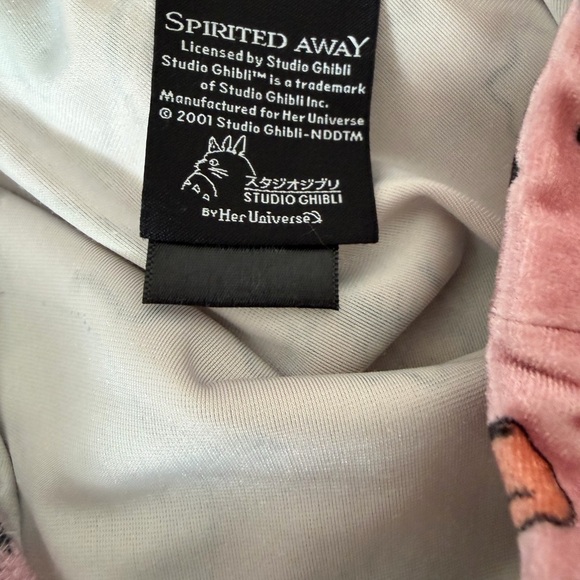 SPIRITED AWAY
Licensed by Studio Ghibli
Studio Ghibli™ is a trademark
of Studio Ghibli Inc.
Manufactured for Her Universe
© 2001 Studio Ghibli-NDDTM
スタジオジブリ
STUDIO GHIBLI
BY Her Universe